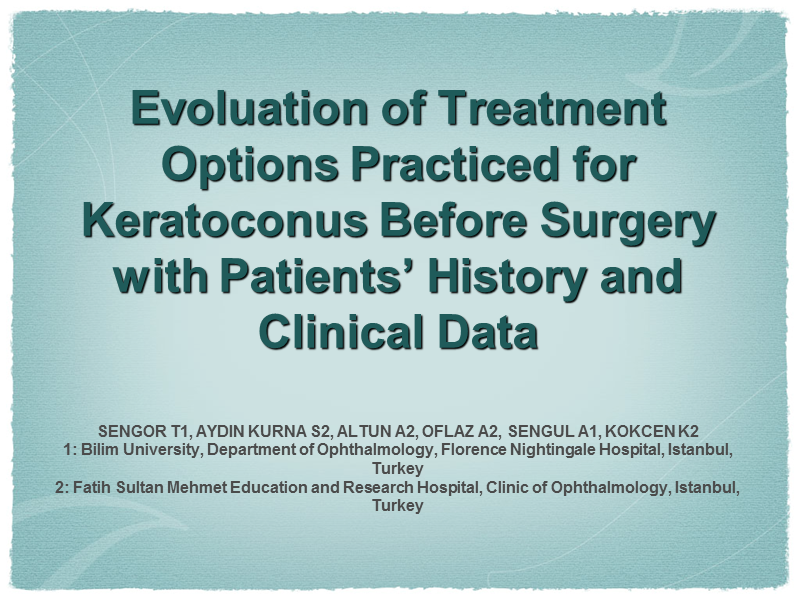 Evoluation of Treatment
Options Practiced for
Keratoconus Before Surgery
with Patients’ History and
Clinical Data
SENGOR T1, AYDIN KURNA S2, ALTUN A2, OFLAZ A2, SENGUL A1, KOKCEN K2
1: Bilim University, Department of Ophthalmology, Florence Nightingale Hospital, Istanbul,
Turkey
2: Fatih Sultan Mehmet Education and Research Hospital, Clinic of Ophthalmology, Istanbul,
Turkey